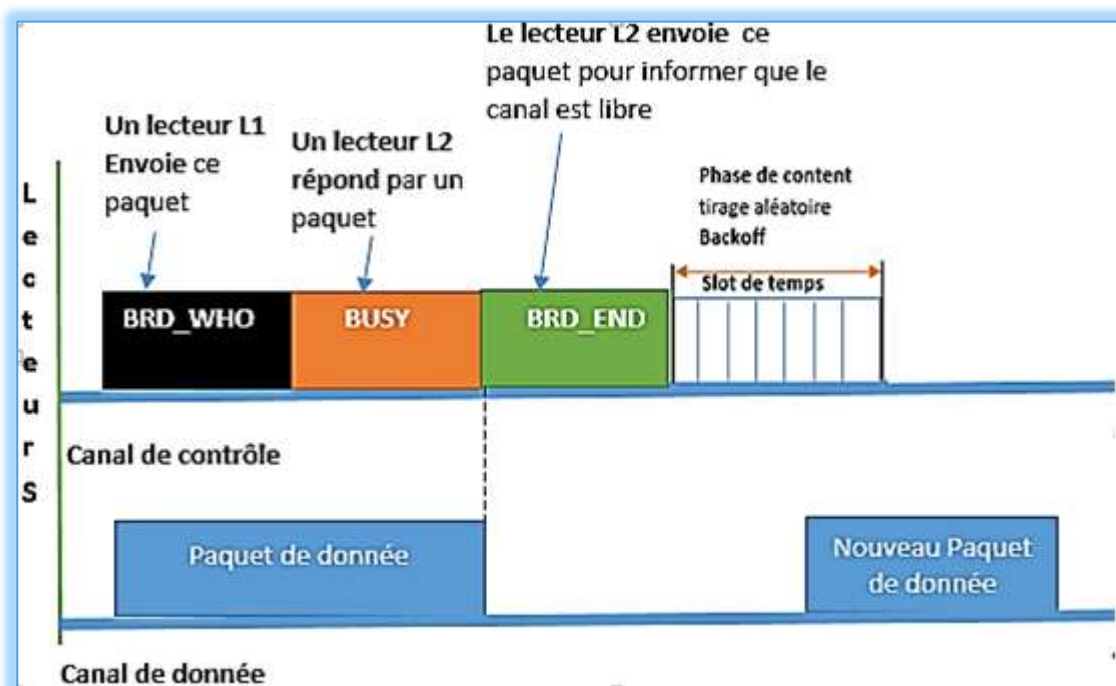 Le lecteur L2 envoie ce
paquet pour informer que le
canal est libre
Un lecteur L1
Envoie ce
paquet
Un lecteur L2
répond par un
paquet
Phase de content
tirage aléatoire
Backoff
Slot de temps
LecteurS
BRD_WHO
BUSY
BRD_END
Canal de contrôle
Paquet de donnée
Nouveau Paquet
de donnée
Canal de donnée